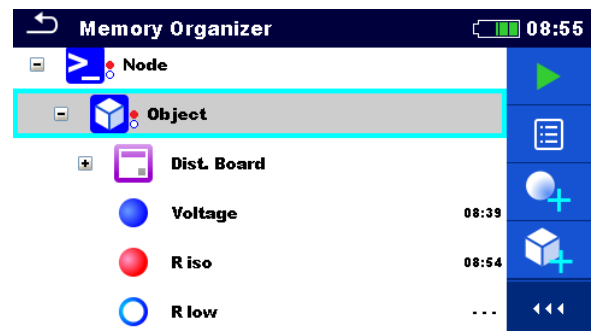 Memory Organizer 08:55
Node
Object
Dist. Board
Voltage 08:39
R iso 08:54
R low ---